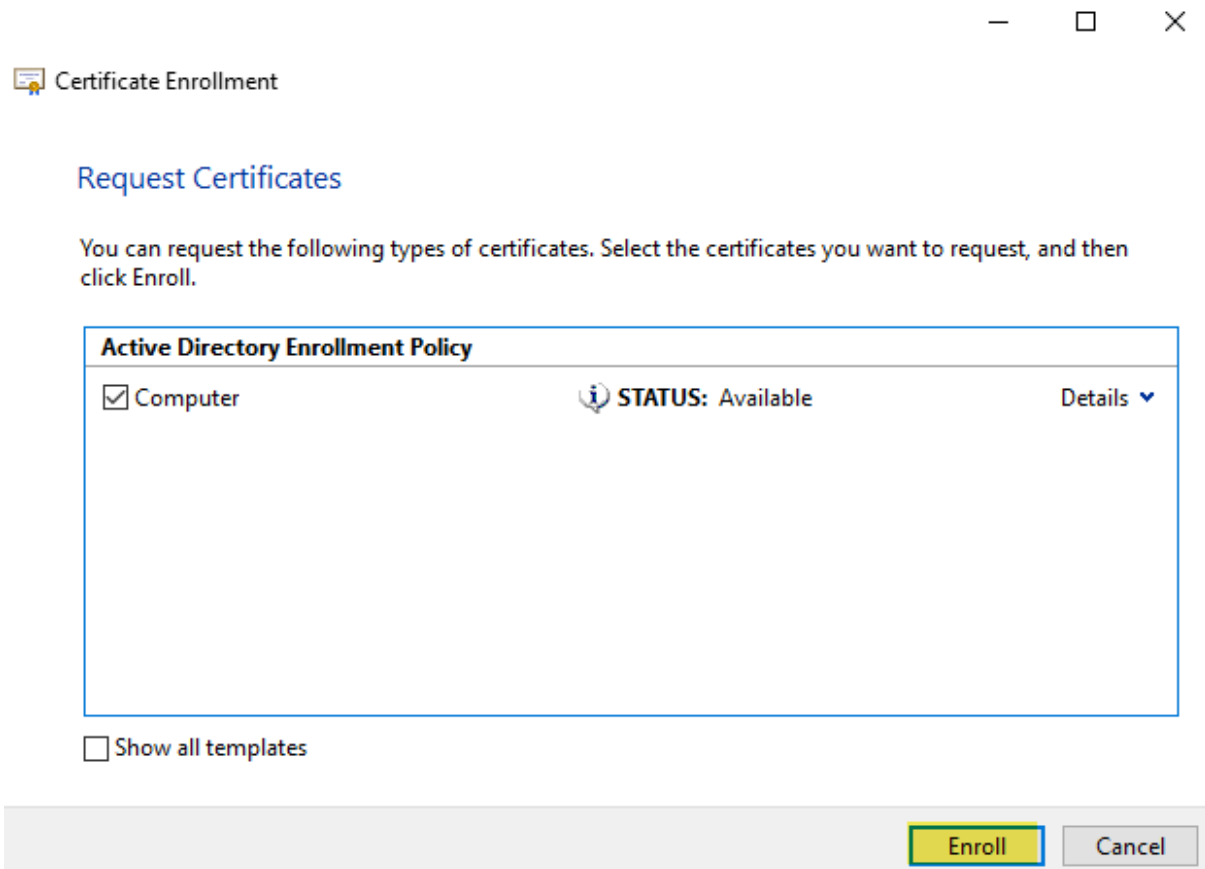 Certificate Enrollment
Request Certificates
You can request the following types of certificates. Select the certificates you want to request, and then
click Enroll.
Active Directory Enrollment Policy
Computer STATUS: Available Details
Show all templates
Enroll Cancel